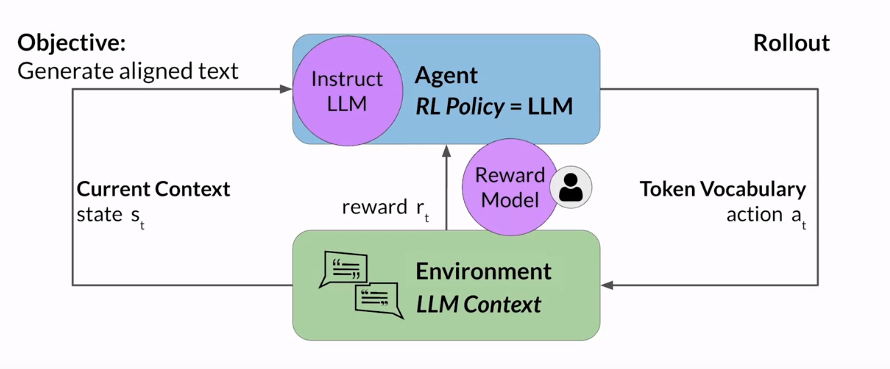 Objective:
Generate aligned text
Rollout
Instruct
LLM
Agent
RL Policy = LLM
Current Context
state s_t
reward r_t
Reward
Model
Token Vocabulary
action a_t
Environment
LLM Context